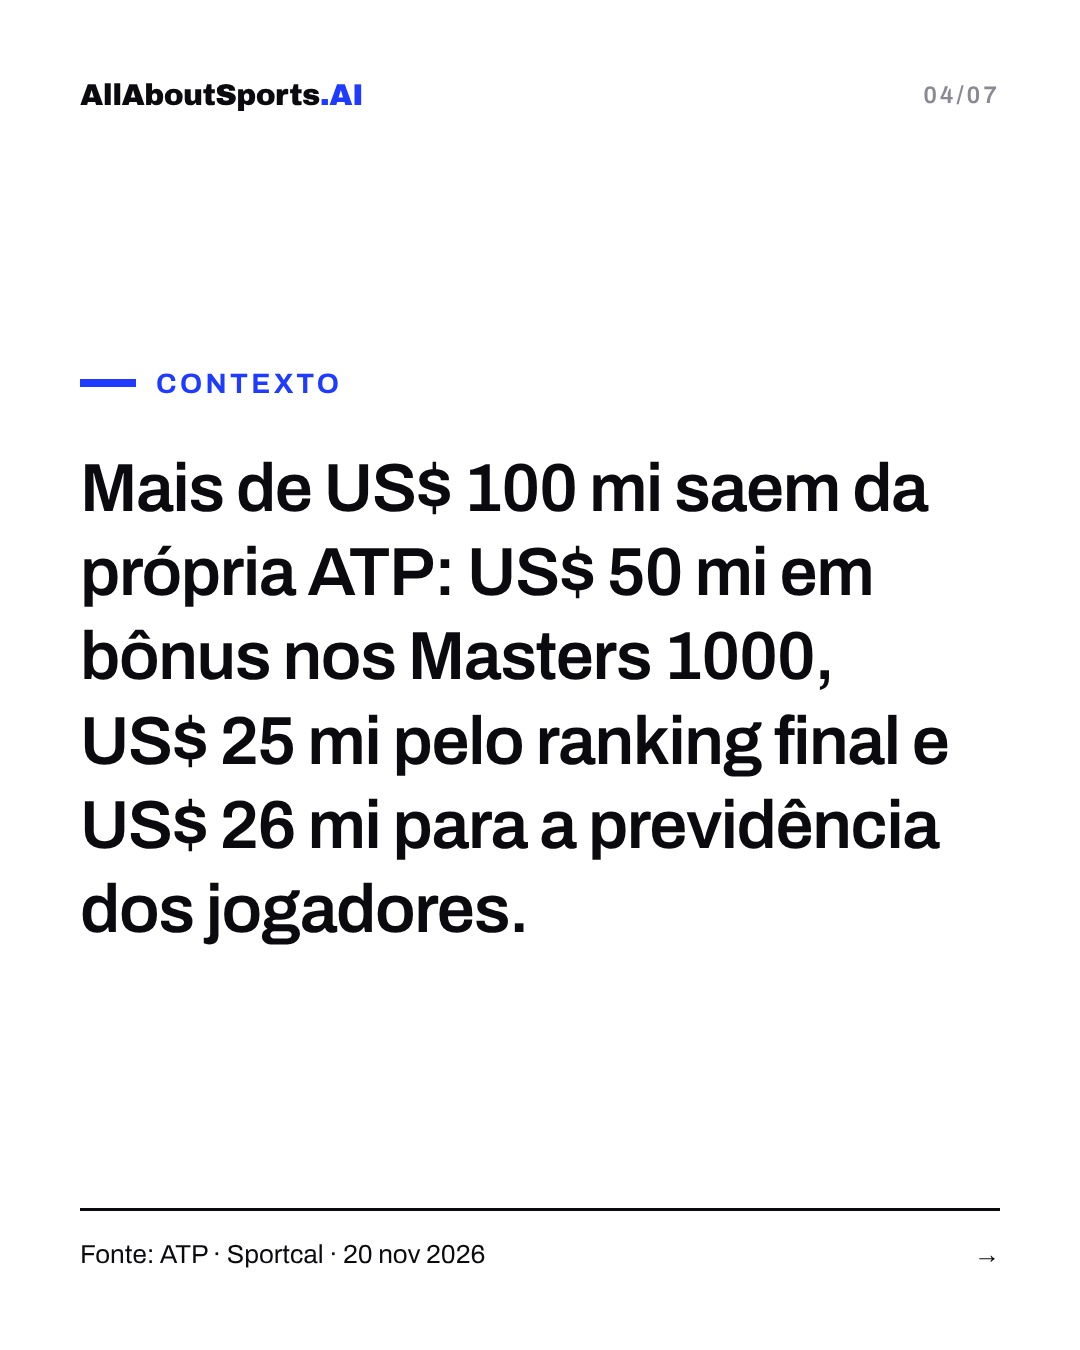 AllAboutSports.AI
04/07
CONTEXTO
Mais de US$ 100 mi saem da
própria ATP: US$ 50 mi em
bônus nos Masters 1000,
US$ 25 mi pelo ranking final e
US$ 26 mi para a previdência
dos jogadores.
Fonte: ATP · Sportcal · 20 nov 2026
→